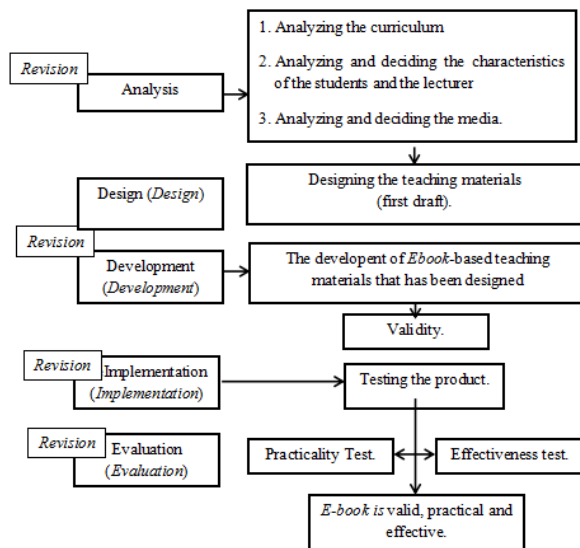 1. Analyzing the curriculum
2. Analyzing and deciding the characteristics
of the students and the lecturer
3. Analyzing and deciding the media.
Revision
Analysis
Designing the teaching materials
(first draft).
Design (Design)
Revision
Development
(Development)
The developent of Ebook-based teaching
materials that has been designed
Validity.
Revision
Implementation
(Implementation)
Testing the product.
Revision
Evaluation
(Evaluation)
Practicality Test.
Effectiveness test.
E-book is valid, practical and
effective.